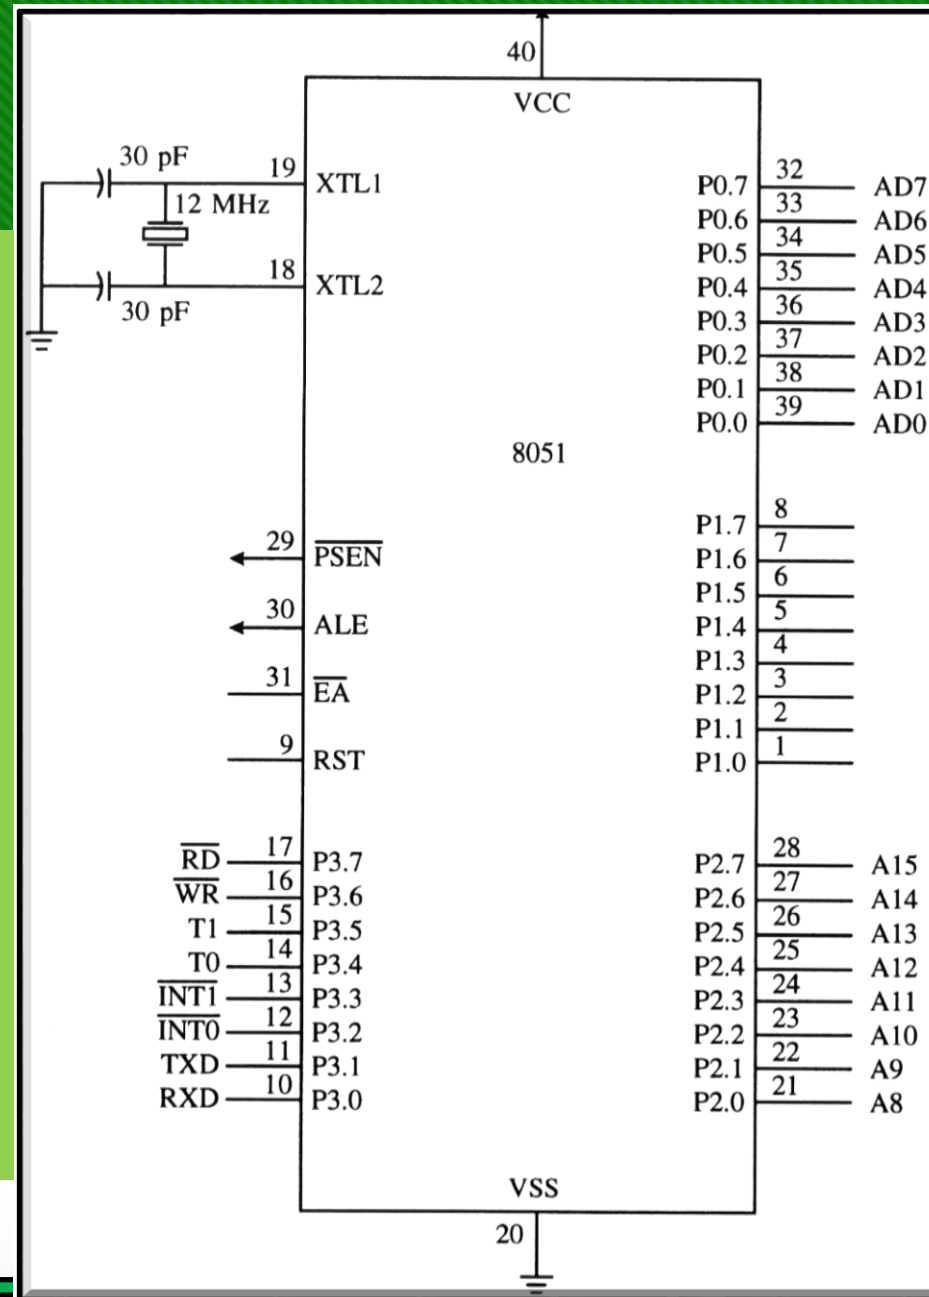 40
VCC
30 pF
19
XTL1
12 MHz
18
XTL2
30 pF
P0.7 32 AD7
P0.6 33 AD6
P0.5 34 AD5
P0.4 35 AD4
P0.3 36 AD3
P0.2 37 AD2
P0.1 38 AD1
P0.0 39 AD0
8051
29 PSEN
30 ALE
31 EA
9 RST
P1.7 8
P1.6 7
P1.5 6
P1.4 5
P1.3 4
P1.2 3
P1.1 2
P1.0 1
RD 17 P3.7
WR 16 P3.6
T1 15 P3.5
T0 14 P3.4
INT1 13 P3.3
INT0 12 P3.2
TXD 11 P3.1
RXD 10 P3.0
P2.7 28 A15
P2.6 27 A14
P2.5 26 A13
P2.4 25 A12
P2.3 24 A11
P2.2 23 A10
P2.1 22 A9
P2.0 21 A8
VSS
20